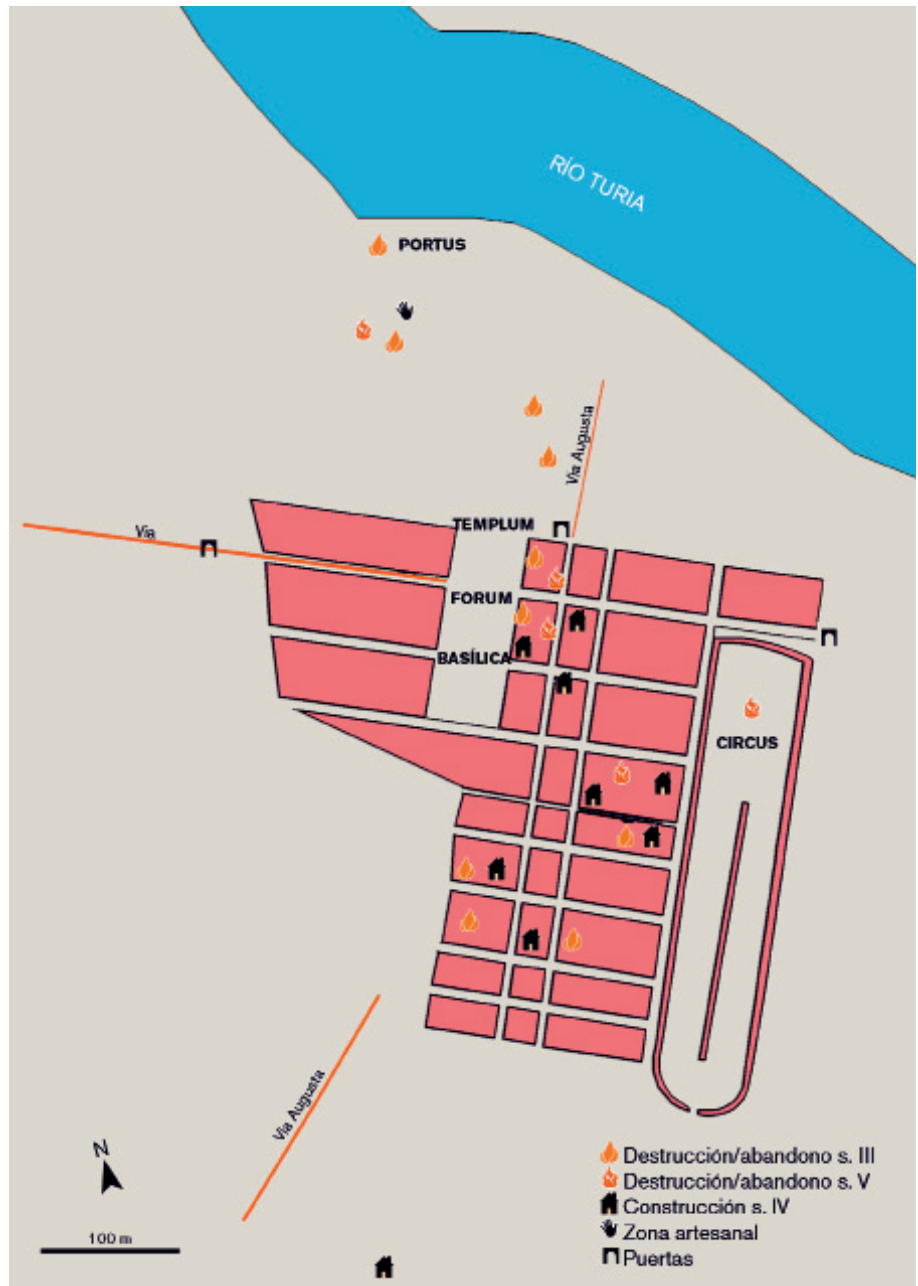 RÍO TURIA
PORTUS
Via Augusta
TEMPLUM
Via
FORUM
BASÍLICA
CIRCUS
Via Augusta
N
100 m
Destrucción/abandono s. III
Destrucción/abandono s. V
Construcción s. IV
Zona artesanal
Puertas